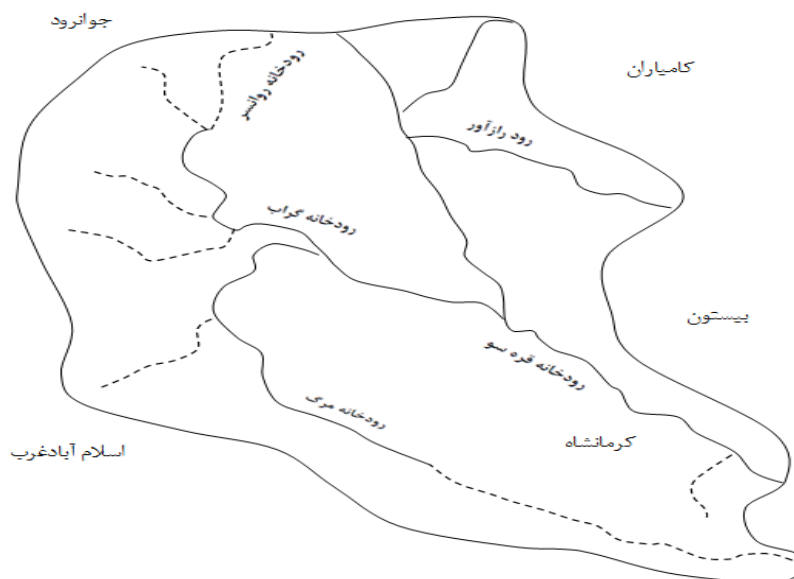 جوانرود
کامیاران
رودخانه روانسر
رود رازآور
رودخانه گراب
بیستون
رودخانه قره سو
رودخانه مرگ
کرمانشاه
اسلام آبادغرب